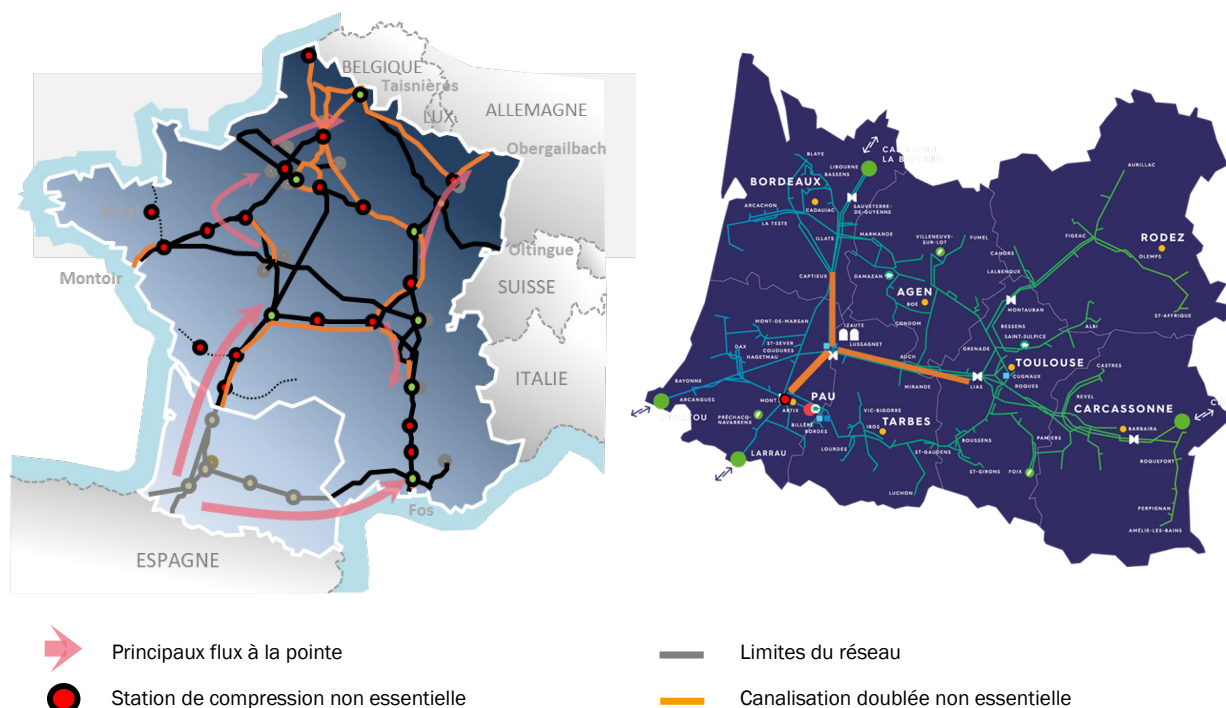 BELGIQUE
Taisnières
LUX
ALLEMAGNE
Obergailbach
Oltingue
SUISSE
ITALIE
Montoir
Fos
ESPAGNE
BLAYE
LIBOURNE
BASSENS
BORDEAUX
CADAUJAC
SAUVETERRE-
DE-GUYENNE
ARCACHON
LA TESTE
ILLATS
MARMANDE
VILLENEUVE-
SUR-LOT
FUMEL
AURILLAC
FIGEAC
RODEZ
OLEMPS
CAHORS
LALBENQUE
CAPTIEUX
DAMAZAN
AGEN
BOÉ
MONTAUBAN
ST-AFFRIQUE
MONT-DE-MARSAN
IZAUTE
LUSSAGNET
CONDOM
BESSENS
SAINT-SULPICE
ALBI
DAX
ST-SEVER
COUDURES
HAGETMAU
GRENADE
AUCH
MIRANDE
LIAS
TOULOUSE
CUGNAUX
ROQUES
CASTRES
BAYONNE
ARCANGUES
MONT
ARTIX
PAU
REVEL
CARCASSONNE
BARBAIRA
PRÉCHACQ-
NAVARRENX
BILLÈRE
BORDES
VIC-BIGORRE
IBOS
TARBES
LOURDES
BOUSSENS
PAMIERS
LARRAU
ST-GAUDENS
ST-GIRONS
FOIX
ROQUEFORT
LUCHON
PERPIGNAN
AMÉLIE-LES-BAINS
Principaux flux à la pointe
Limites du réseau
Station de compression non essentielle
Canalisation doublée non essentielle